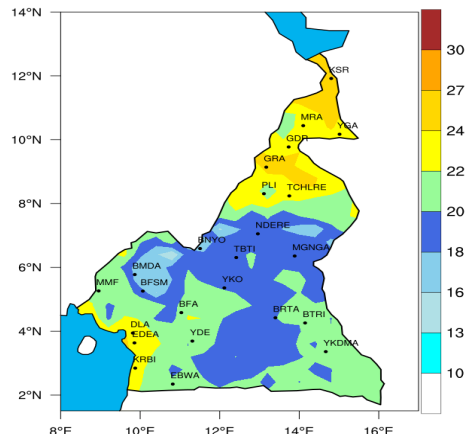 14°N
12°N
10°N
8°N
6°N
4°N
2°N
KSR
MRA
YGA
GDR
GRA
PLI
TCHLRE
NDERE
BNYO
TBTI
MGNGA
BMDA
MMF
BFSM
YKO
BFA
BRTA
BTRI
DLA
EDEA
YDE
YKDMA
KRBI
EBWA
8°E
10°E
12°E
14°E
16°E
30
27
24
22
20
18
16
13
10